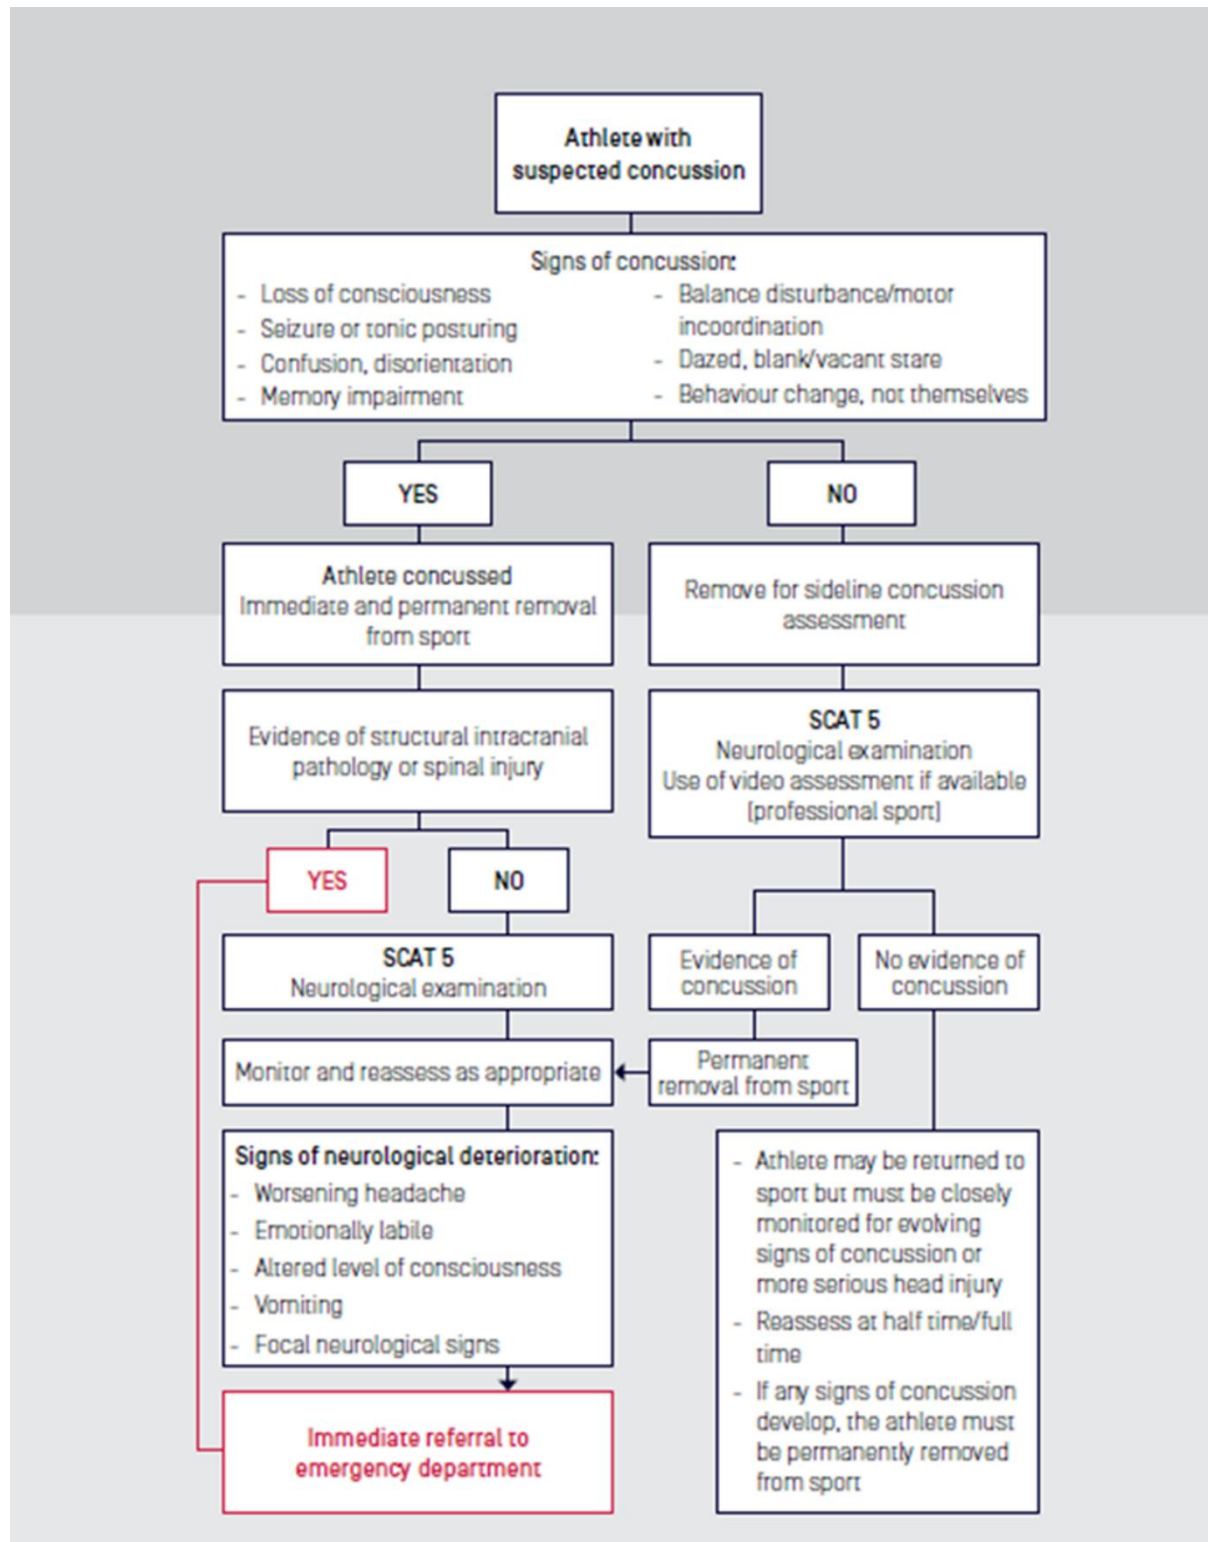 Athlete with
suspected concussion
Signs of concussion:
- Loss of consciousness
- Seizure or tonic posturing
- Confusion, disorientation
- Memory impairment
- Balance disturbance/motor
incoordination
- Dazed, blank/vacant stare
- Behaviour change, not themselves
YES
NO
Athlete concussed
Immediate and permanent removal
from sport
Remove for sideline concussion
assessment
Evidence of structural intracranial
pathology or spinal injury
SCAT 5
Neurological examination
Use of video assessment if available
[professional sport]
YES
NO
SCAT 5
Neurological examination
Evidence of
concussion
No evidence of
concussion
Monitor and reassess as appropriate
Permanent
removal from sport
Signs of neurological deterioration:
- Worsening headache
- Emotionally labile
- Altered level of consciousness
- Vomiting
- Focal neurological signs
- Athlete may be returned to
sport but must be closely
monitored for evolving
signs of concussion or
more serious head injury
- Reassess at half time/full
time
- If any signs of concussion
develop, the athlete must
be permanently removed
from sport
Immediate referral to
emergency department